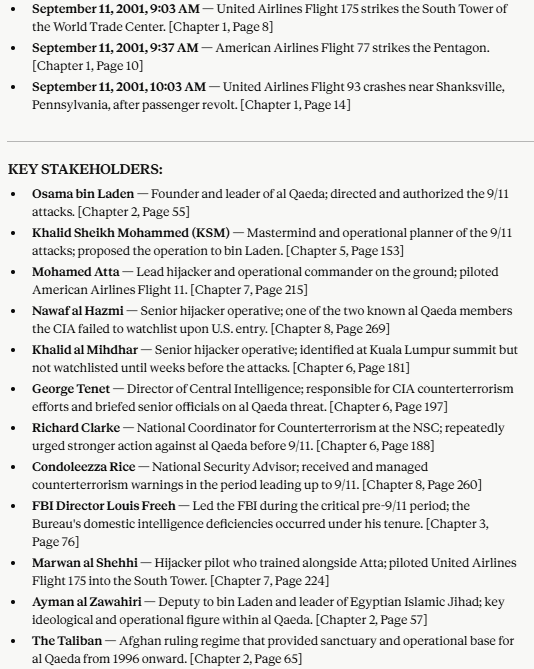 • September 11, 2001, 9:03 AM — United Airlines Flight 175 strikes the South Tower of
the World Trade Center. [Chapter 1, Page 8]
• September 11, 2001, 9:37 AM — American Airlines Flight 77 strikes the Pentagon.
[Chapter 1, Page 10]
• September 11, 2001, 10:03 AM — United Airlines Flight 93 crashes near Shanksville,
Pennsylvania, after passenger revolt. [Chapter 1, Page 14]
KEY STAKEHOLDERS:
• Osama bin Laden — Founder and leader of al Qaeda; directed and authorized the 9/11
attacks. [Chapter 2, Page 55]
• Khalid Sheikh Mohammed (KSM) — Mastermind and operational planner of the 9/11
attacks; proposed the operation to bin Laden. [Chapter 5, Page 153]
• Mohamed Atta — Lead hijacker and operational commander on the ground; piloted
American Airlines Flight 11. [Chapter 7, Page 215]
• Nawaf al Hazmi — Senior hijacker operative; one of the two known al Qaeda members
the CIA failed to watchlist upon U.S. entry. [Chapter 8, Page 269]
• Khalid al Mihdhar — Senior hijacker operative; identified at Kuala Lumpur summit but
not watchlisted until weeks before the attacks. [Chapter 6, Page 181]
• George Tenet — Director of Central Intelligence; responsible for CIA counterterrorism
efforts and briefed senior officials on al Qaeda threat. [Chapter 6, Page 197]
• Richard Clarke — National Coordinator for Counterterrorism at the NSC; repeatedly
urged stronger action against al Qaeda before 9/11. [Chapter 6, Page 188]
• Condoleezza Rice — National Security Advisor; received and managed
counterterrorism warnings in the period leading up to 9/11. [Chapter 8, Page 260]
• FBI Director Louis Freeh — Led the FBI during the critical pre-9/11 period; the
Bureau's domestic intelligence deficiencies occurred under his tenure. [Chapter 3,
Page 76]
• Marwan al Shehhi — Hijacker pilot who trained alongside Atta; piloted United Airlines
Flight 175 into the South Tower. [Chapter 7, Page 224]
• Ayman al Zawahiri — Deputy to bin Laden and leader of Egyptian Islamic Jihad; key
ideological and operational figure within al Qaeda. [Chapter 2, Page 57]
• The Taliban — Afghan ruling regime that provided sanctuary and operational base for
al Qaeda from 1996 onward. [Chapter 2, Page 65]